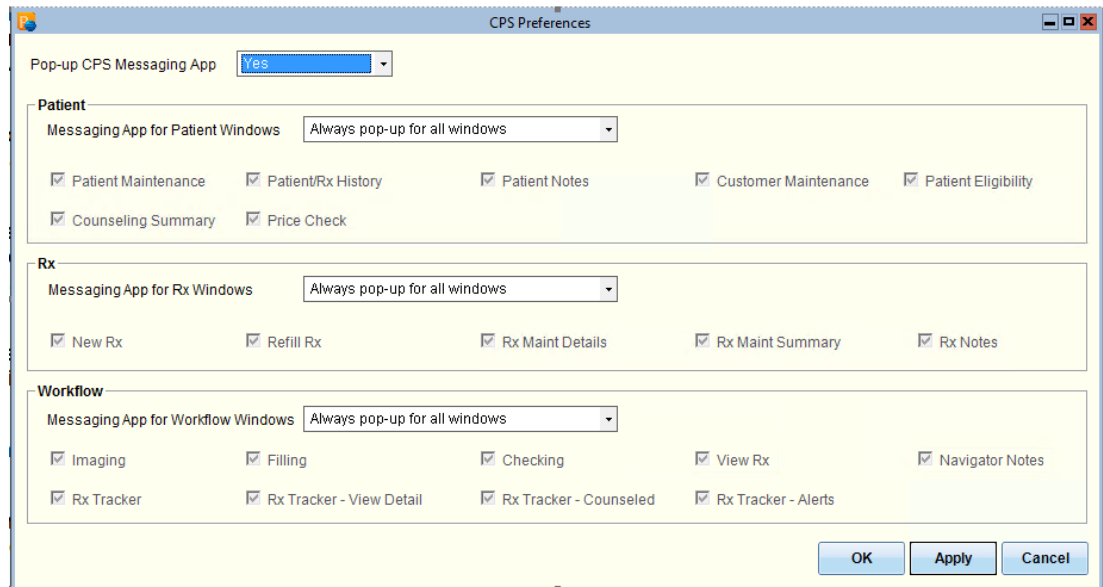 CPS Preferences
Pop-up CPS Messaging App Yes
Patient
Messaging App for Patient Windows Always pop-up for all windows
Patient Maintenance Patient/Rx History Patient Notes Customer Maintenance Patient Eligibility
Counseling Summary Price Check
Rx
Messaging App for Rx Windows Always pop-up for all windows
New Rx Refill Rx Rx Maint Details Rx Maint Summary Rx Notes
Workflow
Messaging App for Workflow Windows Always pop-up for all windows
Imaging Filling Checking View Rx Navigator Notes
Rx Tracker Rx Tracker - View Detail Rx Tracker - Counseled Rx Tracker - Alerts
OK Apply Cancel